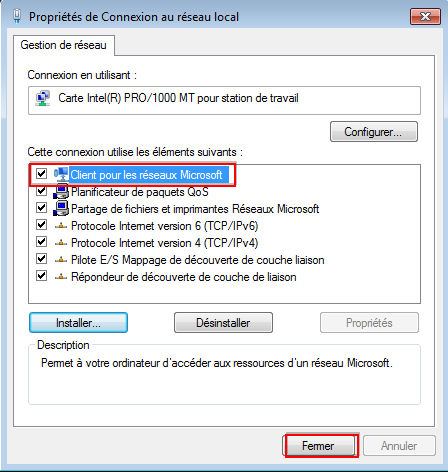 Propriétés de Connexion au réseau local
Gestion de réseau
Connexion en utilisant :
Carte Intel(R) PRO/1000 MT pour station de travail
Configurer...
Cette connexion utilise les éléments suivants :
Client pour les réseaux Microsoft
Planificateur de paquets QoS
Partage de fichiers et imprimantes Réseaux Microsoft
Protocole Internet version 6 (TCP/IPv6)
Protocole Internet version 4 (TCP/IPv4)
Pilote E/S Mappage de découverte de couche liaison
Répondeur de découverte de couche de liaison
Installer...
Désinstaller
Propriétés
Description
Permet à votre ordinateur d'accéder aux ressources d'un réseau Microsoft.
Fermer
Annuler